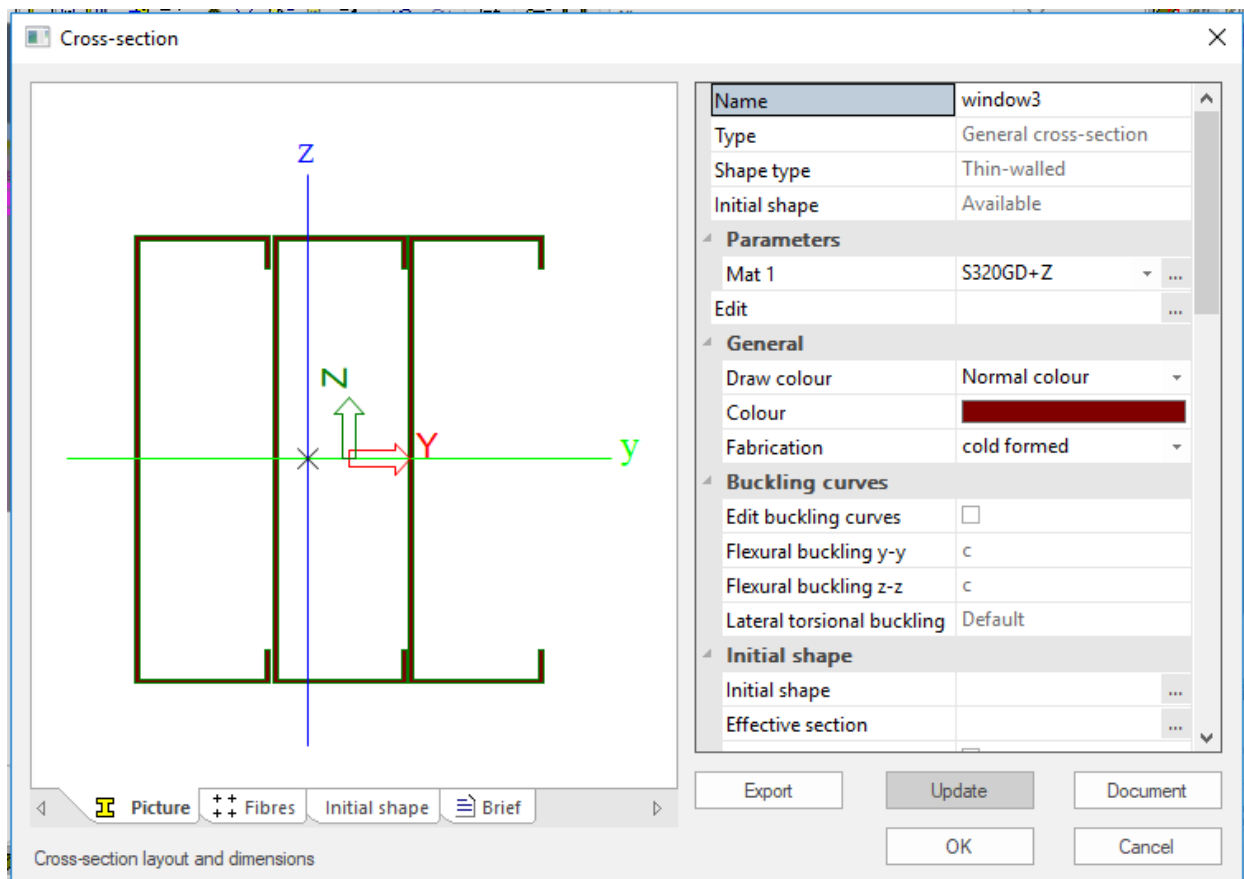 Cross-section
z
N
Y
y
Name window3
Type General cross-section
Shape type Thin-walled
Initial shape Available
Parameters
Mat 1 S320GD+Z ...
Edit ...
General
Draw colour Normal colour
Colour
Fabrication cold formed
Buckling curves
Edit buckling curves
Flexural buckling y-y c
Flexural buckling z-z c
Lateral torsional buckling Default
Initial shape
Initial shape ...
Effective section ...
Picture Fibres Initial shape Brief
Export Update Document
Cross-section layout and dimensions
OK Cancel